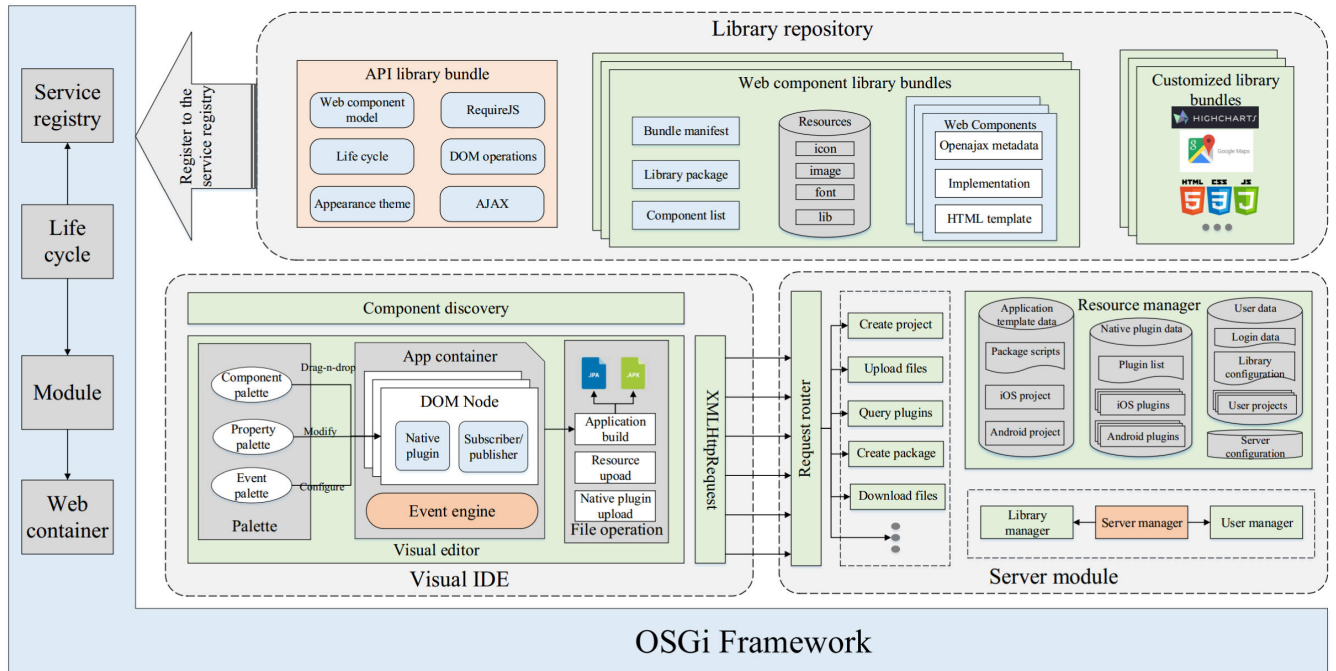 Library repository
Service
registry
Life
cycle
Module
Web
container
Register to the
service registry
API library bundle
Web component
model
RequireJS
Life cycle
DOM operations
Appearance theme
AJAX
Web component library bundles
Bundle manifest
Library package
Component list
Resources
icon
image
font
lib
Web Components
Openajax metadata
Implementation
HTML template
Customized library
bundles
HIGHCHARTS
8
Google Maps
HTML CSS JS
5 3
Component discovery
Component
palette
Property
palette
Event
palette
Palette
Drag-n-drop
Modify
Configure
App container
DOM Node
Native
plugin
Subscriber/
publisher
Event engine
JPA
APK
Application
build
Resource
upoad
Native plugin
upload
File operation
Visual editor
Visual IDE
XMLHttpRequest
Request router
Create project
Upload files
Query plugins
Create package
Download files
Resource manager
Application
template data
Package scripts
iOS project
Android project
Native plugin data
Plugin list
iOS plugins
Android plugins
User data
Login data
Library
configuration
User projects
Server
configuration
Library
manager
Server manager
User manager
Server module
OSGi Framework